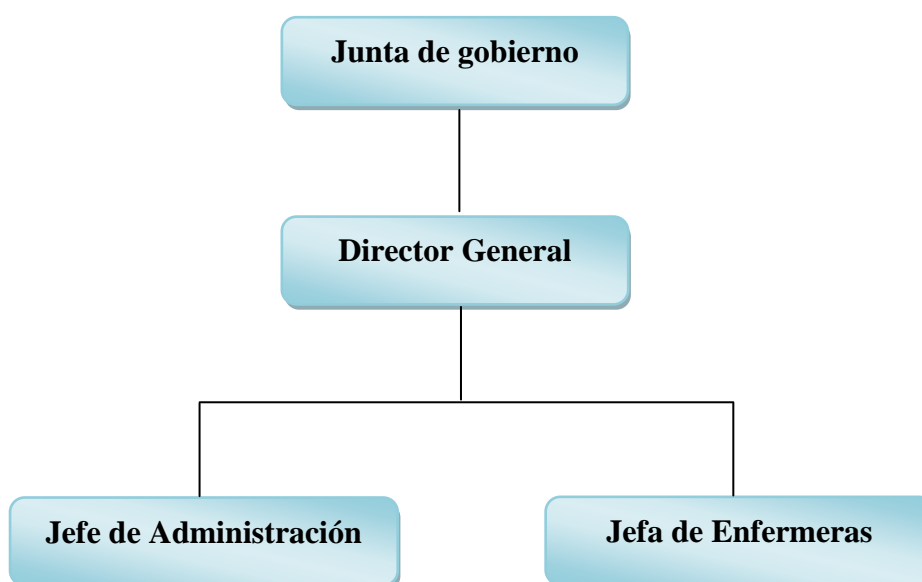 Junta de gobierno
Director General
Jefe de Administración
Jefa de Enfermeras